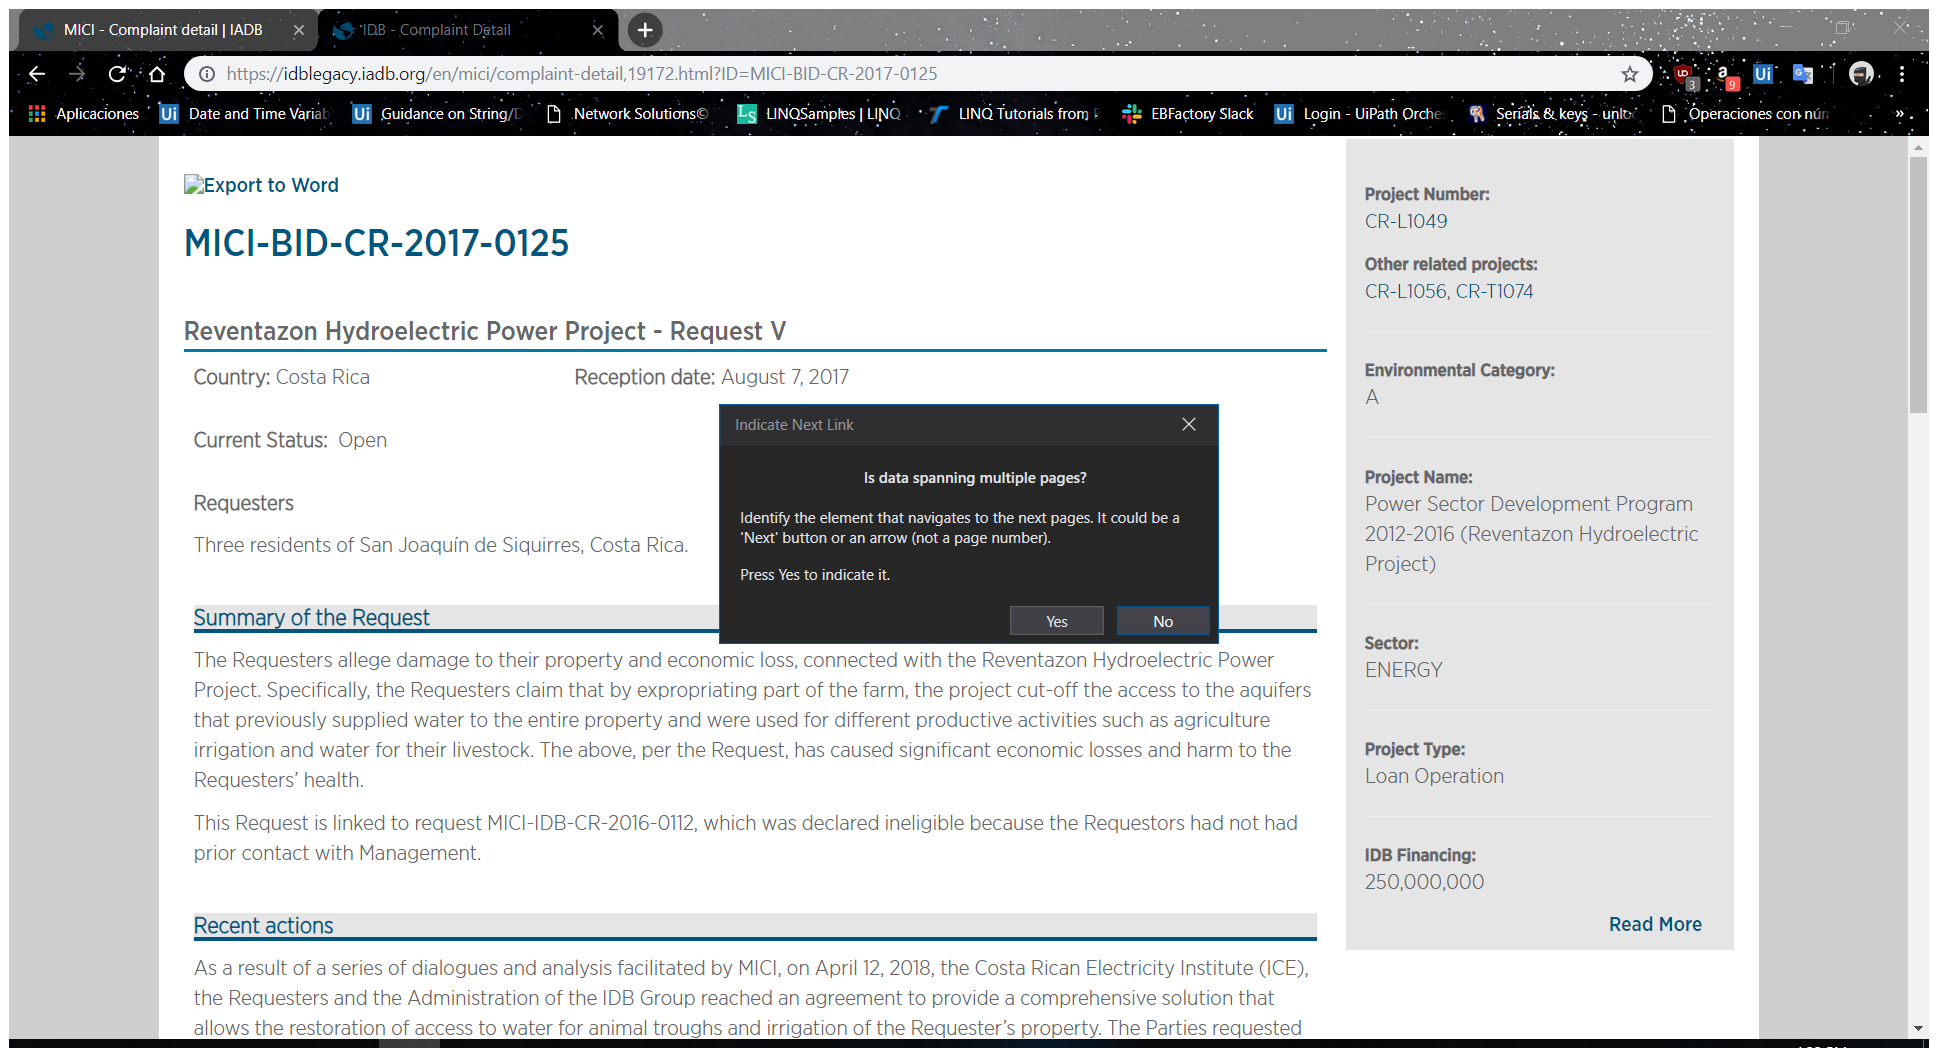 MICI - Complaint detail | IADB
IDB - Complaint Detail
https://idblegacy.iadb.org/en/mici/complaint-detail,19172.html?ID=MICI-BID-CR-2017-0125
3
9
Aplicaciones
Ui Date and Time Variab
Ui Guidance on String/D
Network Solutions©
LS LINQSamples | LINQ
LINQ Tutorials from
EBFactory Slack
Ui Login - UiPath Orches
Serials & keys - unlo
Operaciones con núm
»
Export to Word
MICI-BID-CR-2017-0125
Reventazon Hydroelectric Power Project - Request V
Country: Costa Rica
Reception date: August 7, 2017
Current Status: Open
Requesters
Three residents of San Joaquín de Siquirres, Costa Rica.
Summary of the Request
The Requesters allege damage to their property and economic loss, connected with the Reventazon Hydroelectric Power
Project. Specifically, the Requesters claim that by expropriating part of the farm, the project cut-off the access to the aquifers
that previously supplied water to the entire property and were used for different productive activities such as agriculture
irrigation and water for their livestock. The above, per the Request, has caused significant economic losses and harm to the
Requesters' health.
This Request is linked to request MICI-IDB-CR-2016-0112, which was declared ineligible because the Requestors had not had
prior contact with Management.
Recent actions
As a result of a series of dialogues and analysis facilitated by MICI, on April 12, 2018, the Costa Rican Electricity Institute (ICE),
the Requesters and the Administration of the IDB Group reached an agreement to provide a comprehensive solution that
allows the restoration of access to water for animal troughs and irrigation of the Requester's property. The Parties requested
Indicate Next Link
Is data spanning multiple pages?
Identify the element that navigates to the next pages. It could be a
'Next' button or an arrow (not a page number).
Press Yes to indicate it.
Yes
No
Project Number:
CR-L1049
Other related projects:
CR-L1056, CR-T1074
Environmental Category:
A
Project Name:
Power Sector Development Program
2012-2016 (Reventazon Hydroelectric
Project)
Sector:
ENERGY
Project Type:
Loan Operation
IDB Financing:
250,000,000
Read More